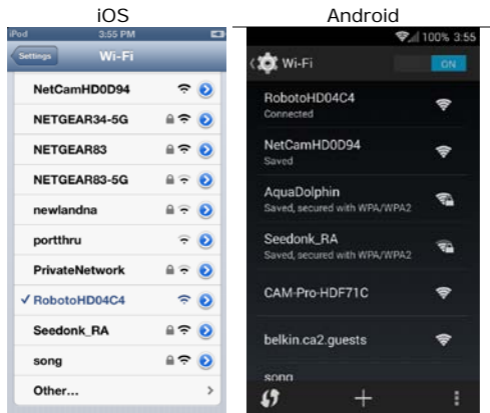 iOS
iPod 3:55 PM
Settings Wi-Fi
NetCamHD0D94
NETGEAR34-5G
NETGEAR83
NETGEAR83-5G
newlandna
portthru
PrivateNetwork
RobotoHD04C4
Seedonk_RA
song
Other...
Android
100% 3:55
Wi-Fi ON
RobotoHD04C4
Connected
NetCamHD0D94
Saved
AquaDolphin
Saved, secured with WPA/WPA2
Seedonk_RA
Saved, secured with WPA/WPA2
CAM-Pro-HDF71C
belkin.ca2.guests
song